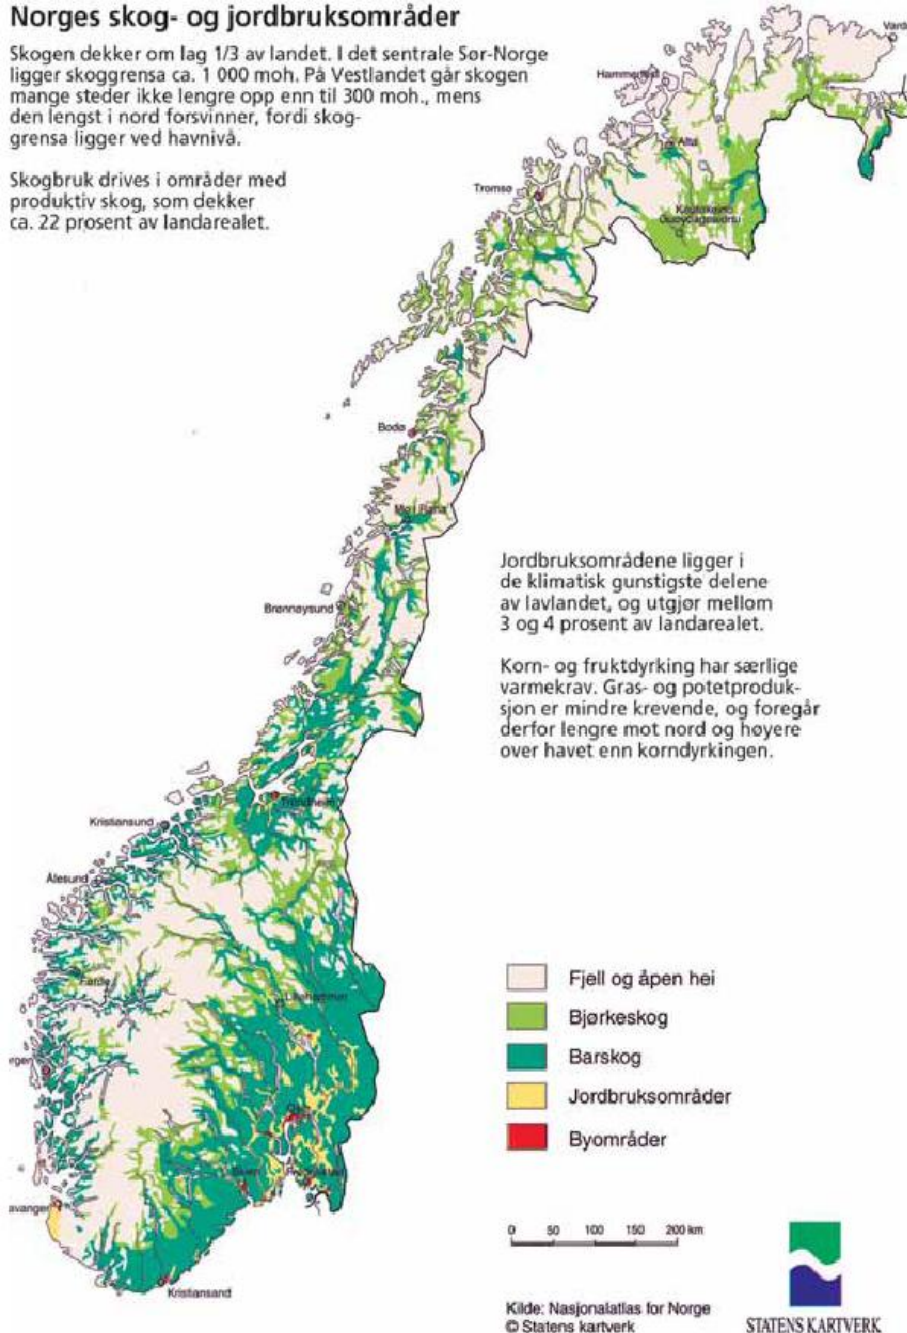 Norges skog- og jordbruksområder
Skogen dekker om lag 1/3 av landet. I det sentrale Sør-Norge
ligger skoggrensa ca. 1 000 moh. På Vestlandet går skogen
mange steder ikke lengre opp enn til 300 moh., mens
den lengst i nord forsvinner, fordi skog-
grensa ligger ved havnivå.
Skogbruk drives i områder med
produktiv skog, som dekker
ca. 22 prosent av landarealet.
Vardø
Hammerfest
Alta
Tromsø
Kautokeino
Bodø
Mo i Rana
Brønnøysund
Jordbruksområdene ligger i
de klimatisk gunstigste delene
av lavlandet, og utgjør mellom
3 og 4 prosent av landarealet.
Korn- og fruktdyrking har særlige
varmekrav. Gras- og potetproduk-
sjon er mindre krevende, og foregår
derfor lengre mot nord og høyere
over havet enn korndyrkingen.
Trondheim
Kristiansund
Ålesund
Førde
Lillehammer
rgen
Oslo
Skien
avanger
Kristiansand
Fjell og åpen hei
Bjørkeskog
Barskog
Jordbruksområder
Byområder
0 50 100 150 200 km
Kilde: Nasjonalatlas for Norge
© Statens kartverk
STATENS KARTVERK